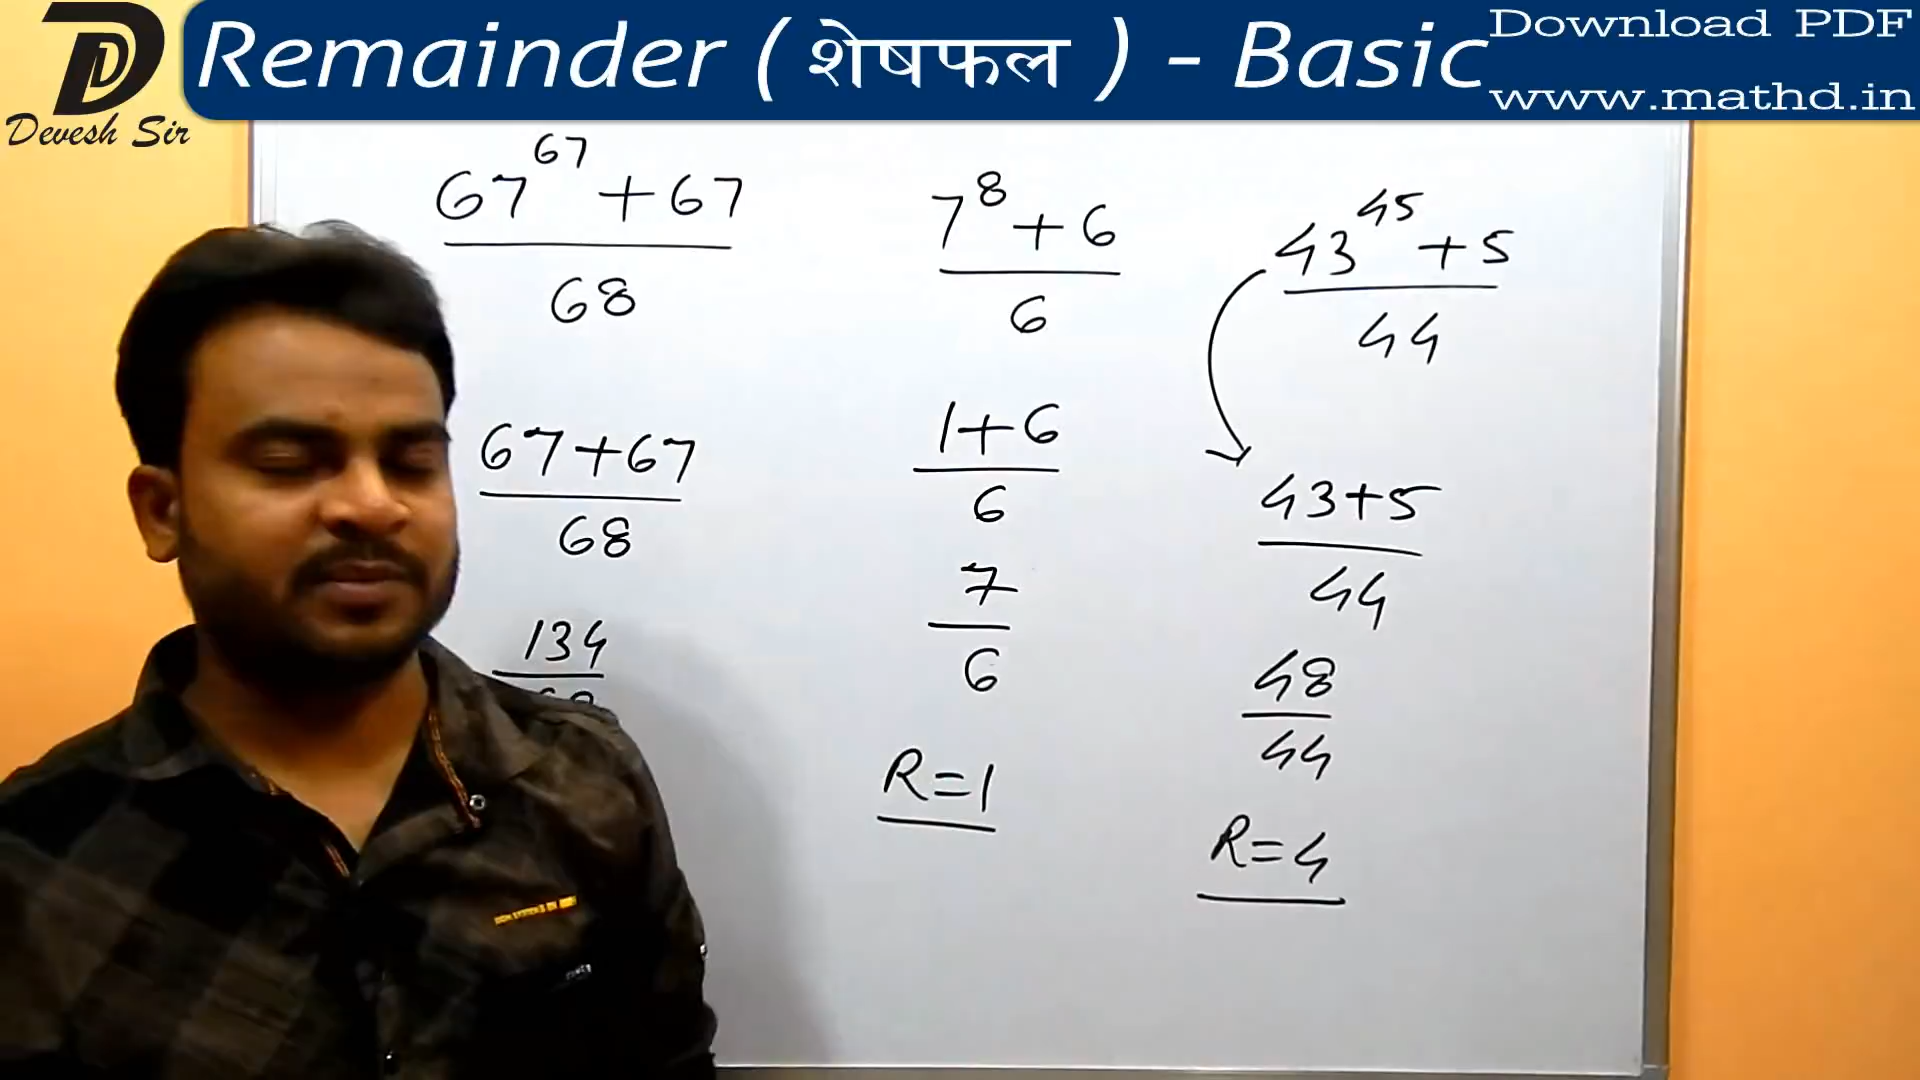 Remainder ( शेषफल ) - Basic
Download PDF
www.mathd.in
D
Devesh Sir
67^67 + 67
68
67+67
68
134
68
7^8 + 6
6
1+6
6
7
6
R=1
43^45 + 5
44
43+5
44
48
44
R=4